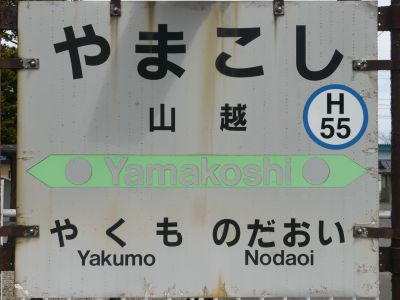 やまこし
山越
H
55
Yamakoshi
やくも のだおい
Yakumo Nodaoi